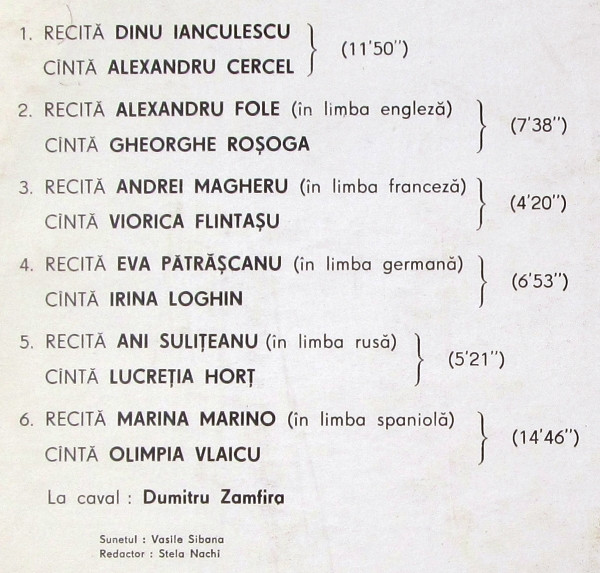 1. RECITĂ DINU IANCULESCU
CÎNTĂ ALEXANDRU CERCEL
(11'50'')
2. RECITĂ ALEXANDRU FOLE (în limba engleză)
CÎNTĂ GHEORGHE ROȘOGA
(7'38'')
3. RECITĂ ANDREI MAGHERU (în limba franceză)
CÎNTĂ VIORICA FLINTAȘU
(4'20'')
4. RECITĂ EVA PĂTRĂȘCANU (în limba germană)
CÎNTĂ IRINA LOGHIN
(6'53'')
5. RECITĂ ANI SULIȚEANU (în limba rusă)
CÎNTĂ LUCREȚIA HORȚ
(5'21'')
6. RECITĂ MARINA MARINO (în limba spaniolă)
CÎNTĂ OLIMPIA VLAICU
(14'46'')
La caval : Dumitru Zamfira
Sunetul : Vasile Sibana
Redactor : Stela Nachi